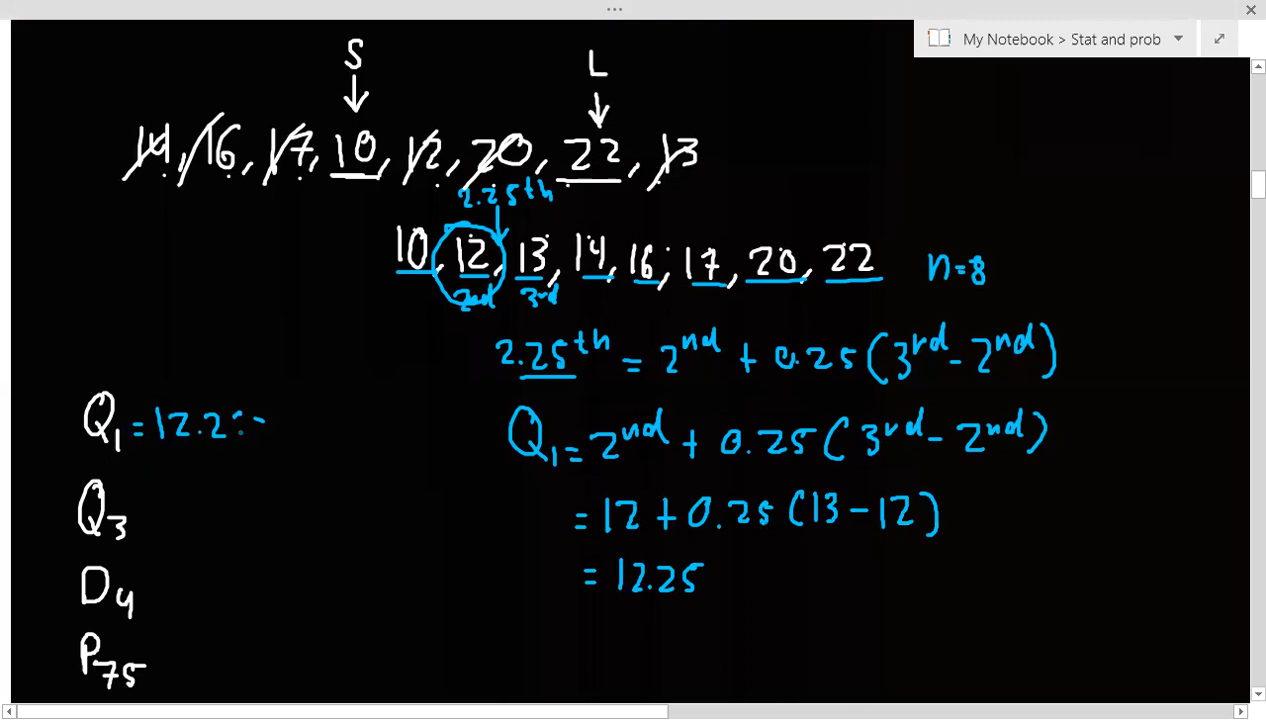 My Notebook > Stat and prob
S L
14, 16, 17, 10, 12, 20, 22, 13
2.25th
10, 12, 13, 14, 16, 17, 20, 22 n=8
2nd 3rd
2.25th = 2nd + 0.25 (3rd - 2nd)
Q1 = 12.2
Q1 = 2nd + 0.25 (3rd - 2nd)
Q3
= 12 + 0.25 (13 - 12)
D4
= 12.25
P75